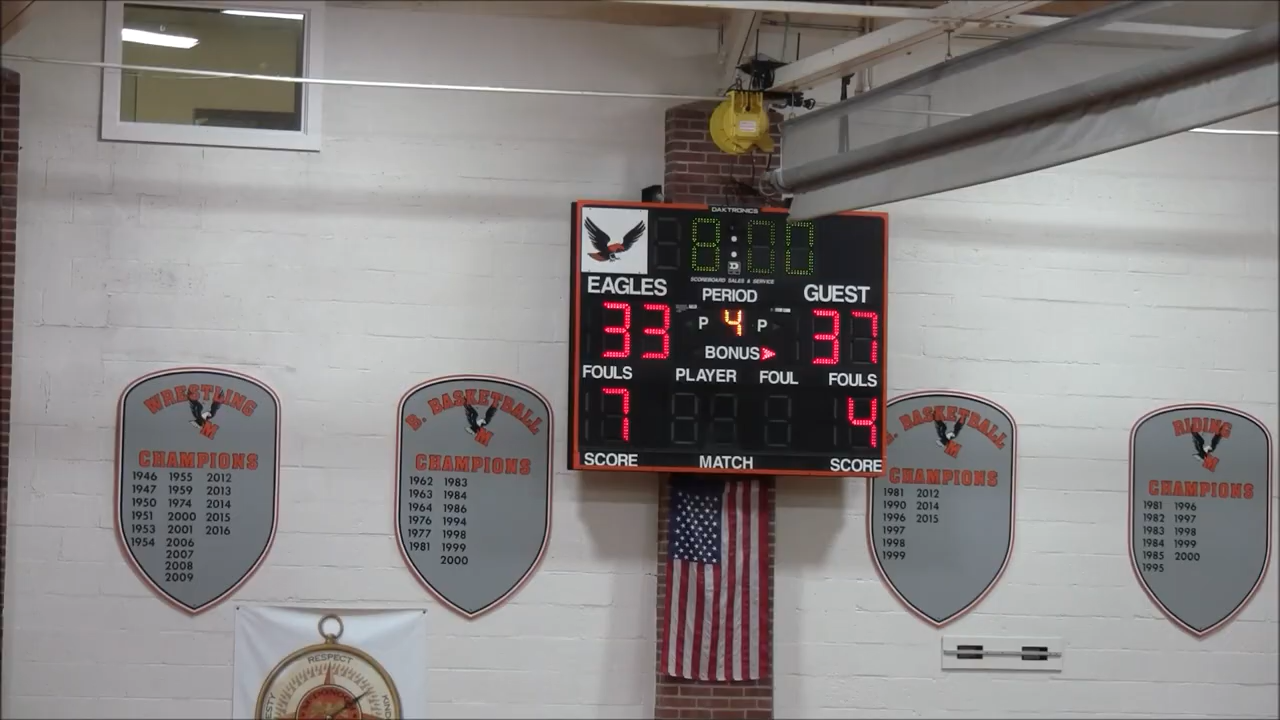 DAKTRONICS
8:00
SCOREBOARD SALES & SERVICE
EAGLES PERIOD GUEST
33 P 4 P 37
BONUS
FOULS PLAYER FOUL FOULS
7 4
SCORE MATCH SCORE
WRESTLING
M
CHAMPIONS
1946 1955 2012
1947 1959 2013
1950 1974 2014
1951 2000 2015
1953 2001 2016
1954 2006
2007
2008
2009
B. BASKETBALL
M
CHAMPIONS
1962 1983
1963 1984
1964 1986
1976 1994
1977 1998
1981 1999
2000
BASKETBALL
M
CHAMPIONS
1981 2012
1990 2014
1996 2015
1997
1998
1999
RIDING
M
CHAMPIONS
1981 1996
1982 1997
1983 1998
1984 1999
1985 2000
1995
RESPECT